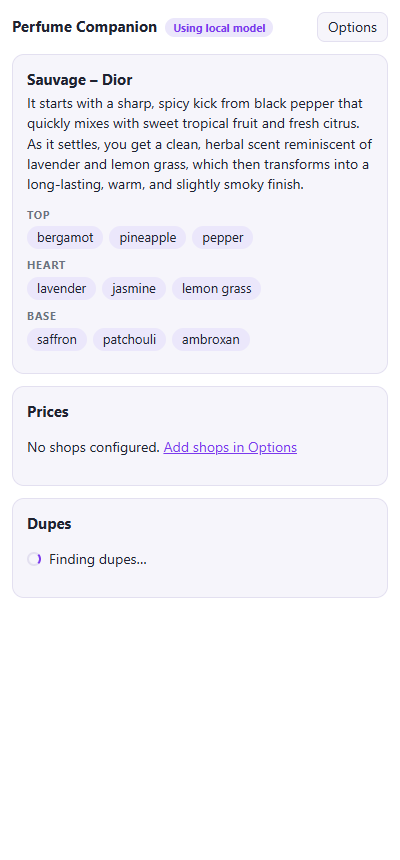 Perfume Companion Using local model Options
Sauvage – Dior
It starts with a sharp, spicy kick from black pepper that
quickly mixes with sweet tropical fruit and fresh citrus.
As it settles, you get a clean, herbal scent reminiscent of
lavender and lemon grass, which then transforms into a
long-lasting, warm, and slightly smoky finish.
TOP
bergamot pineapple pepper
HEART
lavender jasmine lemon grass
BASE
saffron patchouli ambroxan
Prices
No shops configured. Add shops in Options
Dupes
Finding dupes...